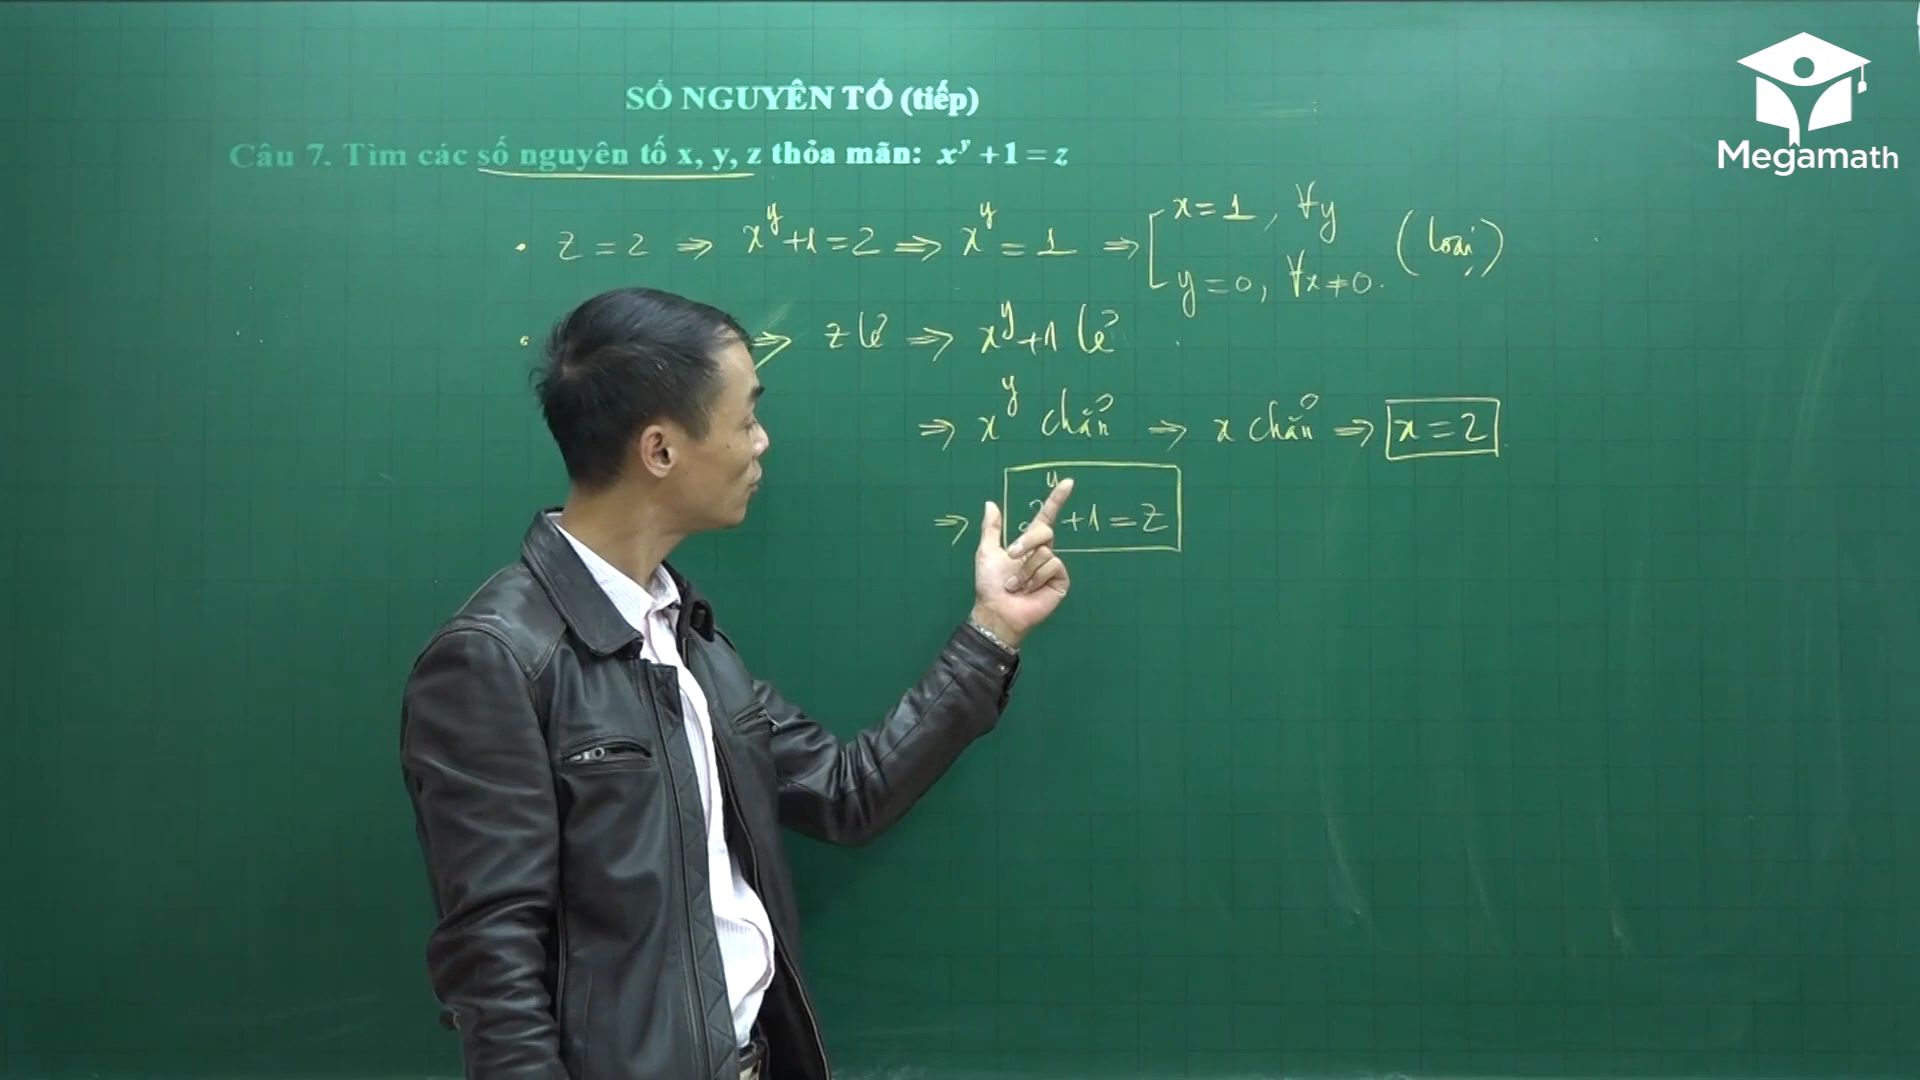 Megamath
SỐ NGUYÊN TỐ (tiếp)
Câu 7. Tìm các số nguyên tố x, y, z thỏa mãn: x^y + 1 = z
• z = 2 ⇒ x^y + 1 = 2 ⇒ x^y = 1 ⇒ [ x = 1, ∀y
y = 0, ∀x ≠ 0. (loại)
• ⇒ z lẻ ⇒ x^y + 1 lẻ
⇒ x^y chẵn ⇒ x chẵn ⇒ x = 2
⇒ 2^y + 1 = z